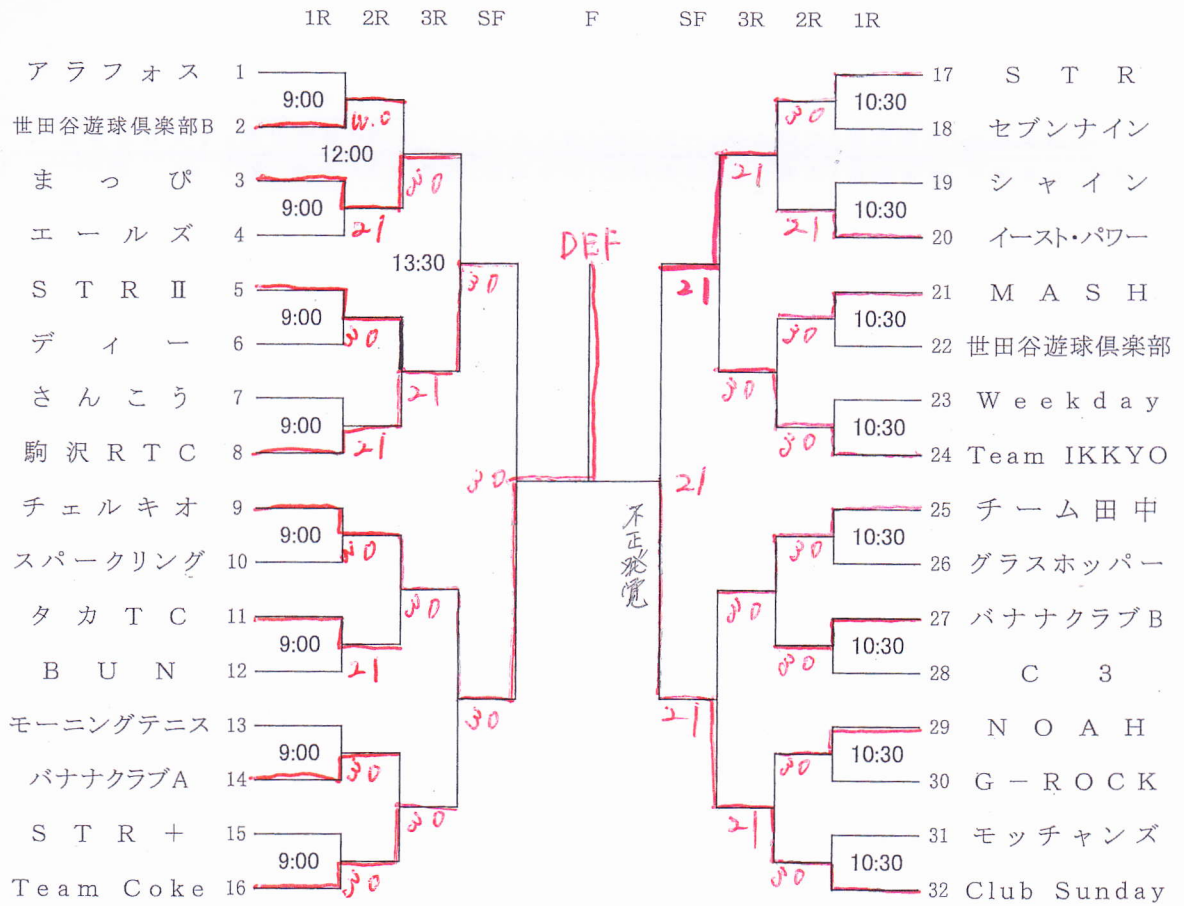 1R 2R 3R SF F SF 3R 2R 1R
アラフォス 1
9:00
世田谷遊球倶楽部B 2
W.O
12:00
まっぴ 3
30
9:00
エールズ 4
21
13:30
30
STRⅡ 5
9:00
ディー 6
30
さんこう 7
21
9:00
駒沢RTC 8
21
チェルキオ 9
30
9:00
スパークリング 10
30
タカTC 11
30
9:00
BUN 12
21
モーニングテニス 13
30
9:00
バナナクラブA 14
30
STR+ 15
30
9:00
Team Coke 16
30
DEF
不正発覚
17 STR
10:30
30
18 セブンナイン
21
19 シャイン
10:30
21
20 イースト・パワー
21
21 MASH
10:30
30
22 世田谷遊球倶楽部
30
23 Weekday
10:30
30
24 Team IKKYO
21
25 チーム田中
10:30
30
26 グラスホッパー
30
27 バナナクラブB
30
28 C3
21
29 NOAH
10:30
30
30 G-ROCK
21
31 モッチャンズ
10:30
30
32 Club Sunday